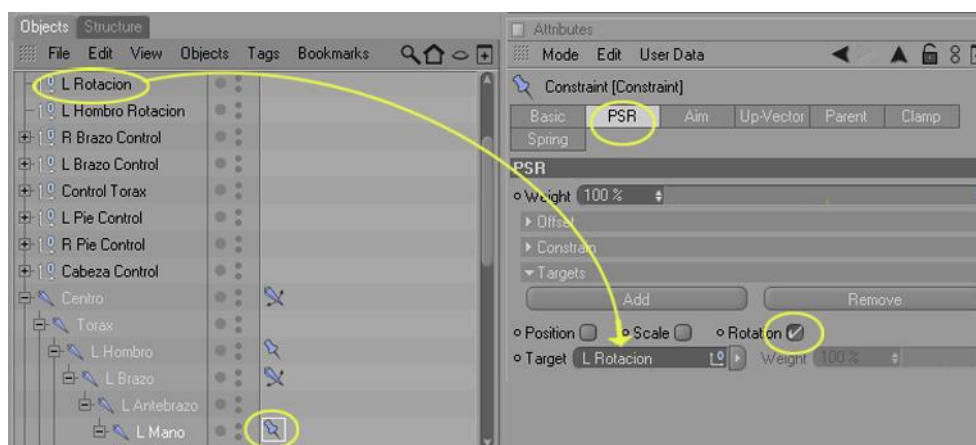 Objects Structure
File Edit View Objects Tags Bookmarks
L Rotacion
L Hombro Rotacion
R Brazo Control
L Brazo Control
Control Torax
L Pie Control
R Pie Control
Cabeza Control
Centro
Torax
L Hombro
L Brazo
L Antebrazo
L Mano
Attributes
Mode Edit User Data
Constraint [Constraint]
Basic PSR Aim Up-Vector Parent Clamp
Spring
PSR
Weight 100 %
Offset
Constrain
Targets
Add Remove
Position Scale Rotation
Target L Rotacion Weight 100 %